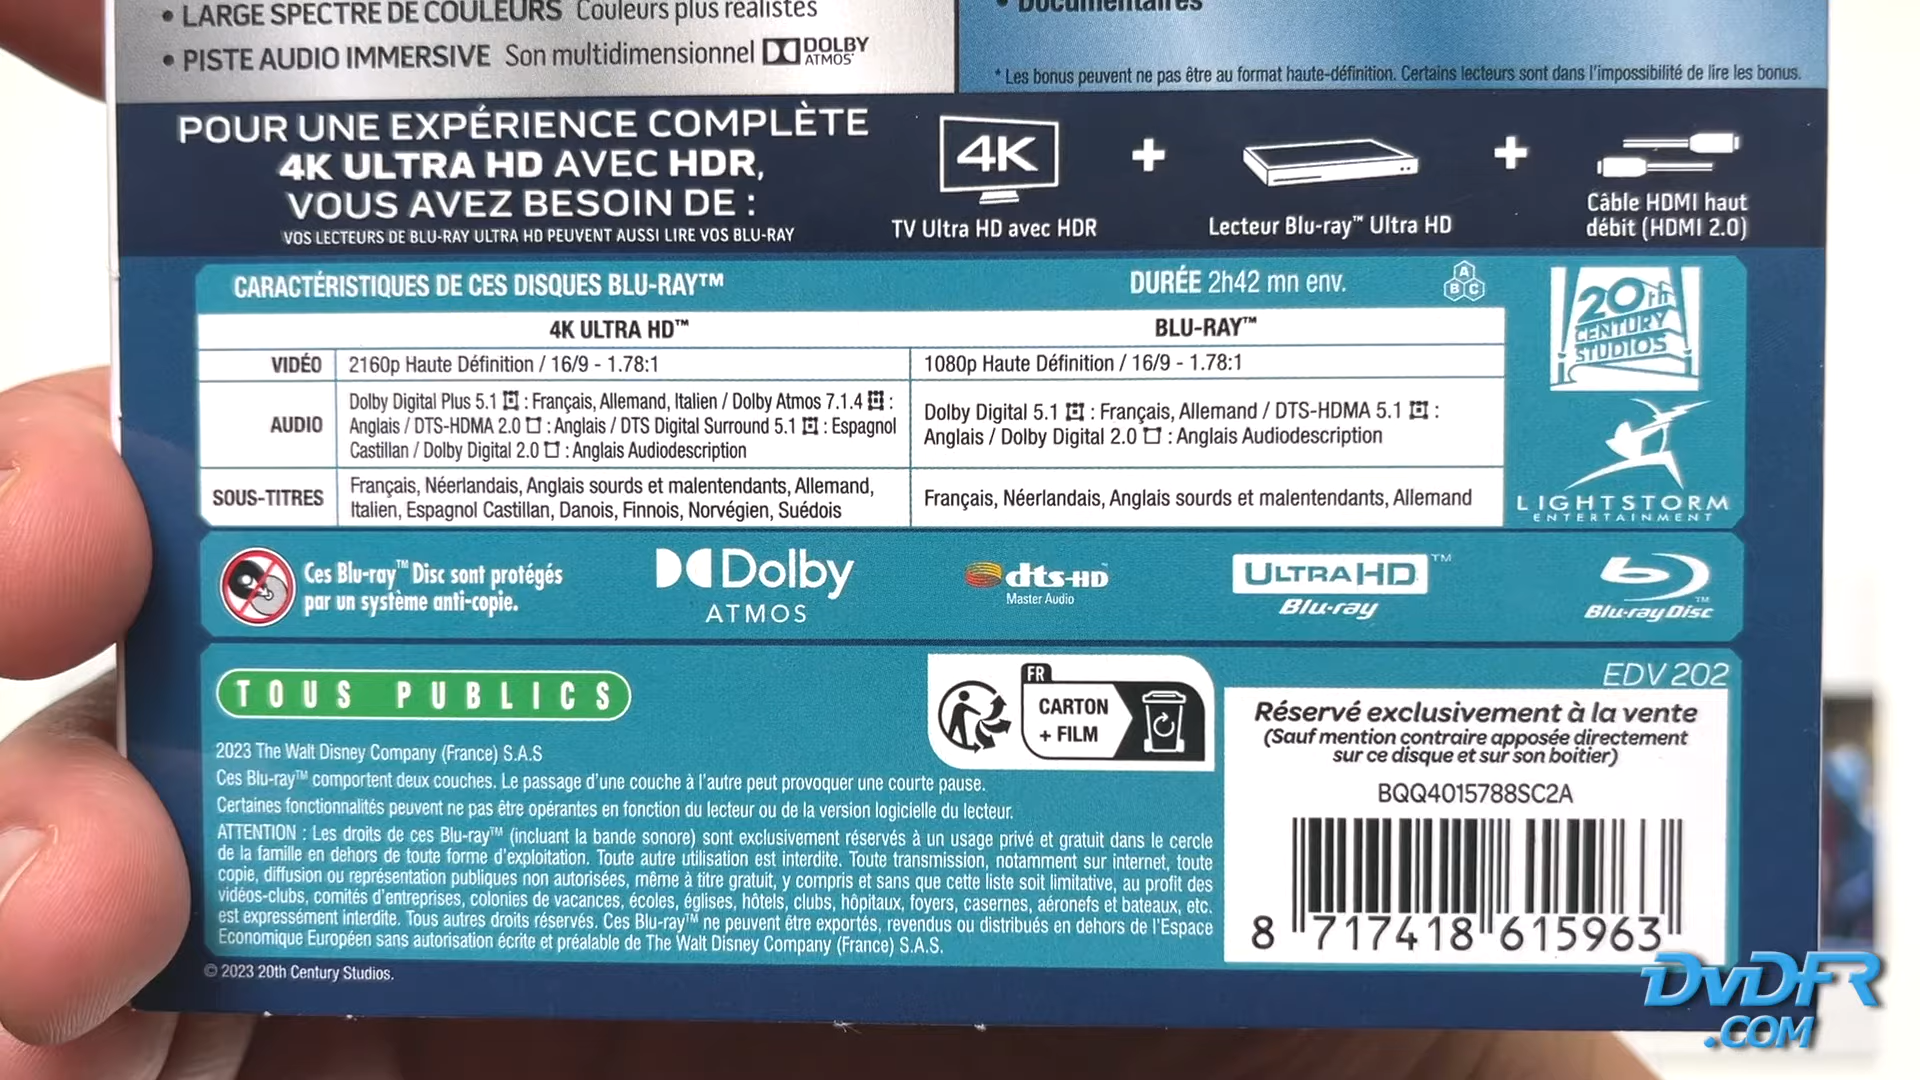 • LARGE SPECTRE DE COULEURS Couleurs plus réalistes
• PISTE AUDIO IMMERSIVE Son multidimensionnel DOLBY ATMOS
• Documentaires
* Les bonus peuvent ne pas être au format haute-définition. Certains lecteurs sont dans l'impossibilité de lire les bonus.
POUR UNE EXPÉRIENCE COMPLÈTE
4K ULTRA HD AVEC HDR,
VOUS AVEZ BESOIN DE :
VOS LECTEURS DE BLU-RAY ULTRA HD PEUVENT AUSSI LIRE VOS BLU-RAY
4K
TV Ultra HD avec HDR
+
Lecteur Blu-ray™ Ultra HD
+
Câble HDMI haut
débit (HDMI 2.0)
CARACTÉRISTIQUES DE CES DISQUES BLU-RAY™
DURÉE 2h42 mn env.
A
B C
4K ULTRA HD™
BLU-RAY™
VIDÉO
2160p Haute Définition / 16/9 - 1.78:1
1080p Haute Définition / 16/9 - 1.78:1
AUDIO
Dolby Digital Plus 5.1 : Français, Allemand, Italien / Dolby Atmos 7.1.4 :
Anglais / DTS-HDMA 2.0 : Anglais / DTS Digital Surround 5.1 : Espagnol
Castillan / Dolby Digital 2.0 : Anglais Audiodescription
Dolby Digital 5.1 : Français, Allemand / DTS-HDMA 5.1 :
Anglais / Dolby Digital 2.0 : Anglais Audiodescription
SOUS-TITRES
Français, Néerlandais, Anglais sourds et malentendants, Allemand,
Italien, Espagnol Castillan, Danois, Finnois, Norvégien, Suédois
Français, Néerlandais, Anglais sourds et malentendants, Allemand
20th
CENTURY
STUDIOS
LIGHTSTORM
ENTERTAINMENT
Ces Blu-ray™ Disc sont protégés
par un système anti-copie.
Dolby
ATMOS
dts-HD
Master Audio
ULTRA HD™
Blu-ray
Blu-ray Disc™
TOUS PUBLICS
FR
CARTON
+ FILM
EDV 202
Réservé exclusivement à la vente
(Sauf mention contraire apposée directement
sur ce disque et sur son boitier)
BQQ4015788SC2A
8 717418 615963
2023 The Walt Disney Company (France) S.A.S
Ces Blu-ray™ comportent deux couches. Le passage d'une couche à l'autre peut provoquer une courte pause.
Certaines fonctionnalités peuvent ne pas être opérantes en fonction du lecteur ou de la version logicielle du lecteur.
ATTENTION : Les droits de ces Blu-ray™ (incluant la bande sonore) sont exclusivement réservés à un usage privé et gratuit dans le cercle
de la famille en dehors de toute forme d'exploitation. Toute autre utilisation est interdite. Toute transmission, notamment sur internet, toute
copie, diffusion ou représentation publiques non autorisées, même à titre gratuit, y compris et sans que cette liste soit limitative, au profit des
vidéos-clubs, comités d'entreprises, colonies de vacances, écoles, églises, hôtels, clubs, hôpitaux, foyers, casernes, aéronefs et bateaux, etc.
est expressément interdite. Tous autres droits réservés. Ces Blu-ray™ ne peuvent être exportés, revendus ou distribués en dehors de l'Espace
Economique Européen sans autorisation écrite et préalable de The Walt Disney Company (France) S.A.S.
© 2023 20th Century Studios.
DVDFR
.COM